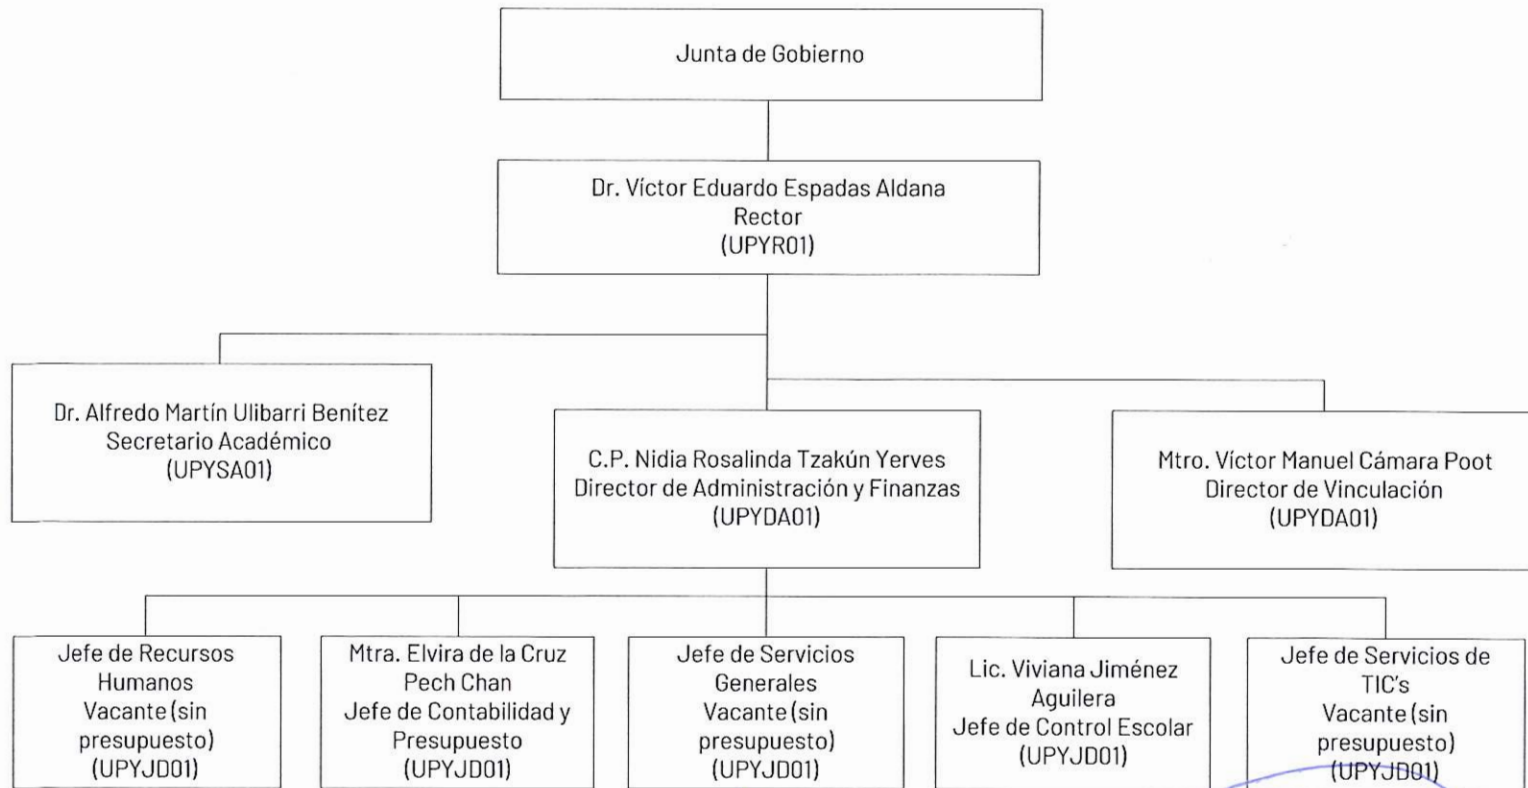 Junta de Gobierno
Dr. Víctor Eduardo Espadas Aldana
Rector
(UPYR01)
Dr. Alfredo Martín Ulibarri Benítez
Secretario Académico
(UPYSA01)
C.P. Nidia Rosalinda Tzakún Yerves
Director de Administración y Finanzas
(UPYDA01)
Mtro. Víctor Manuel Cámara Poot
Director de Vinculación
(UPYDA01)
Jefe de Recursos
Humanos
Vacante (sin
presupuesto)
(UPYJD01)
Mtra. Elvira de la Cruz
Pech Chan
Jefe de Contabilidad y
Presupuesto
(UPYJD01)
Jefe de Servicios
Generales
Vacante (sin
presupuesto)
(UPYJD01)
Lic. Viviana Jiménez
Aguilera
Jefe de Control Escolar
(UPYJD01)
Jefe de Servicios de
TIC's
Vacante (sin
presupuesto)
(UPYJD01)